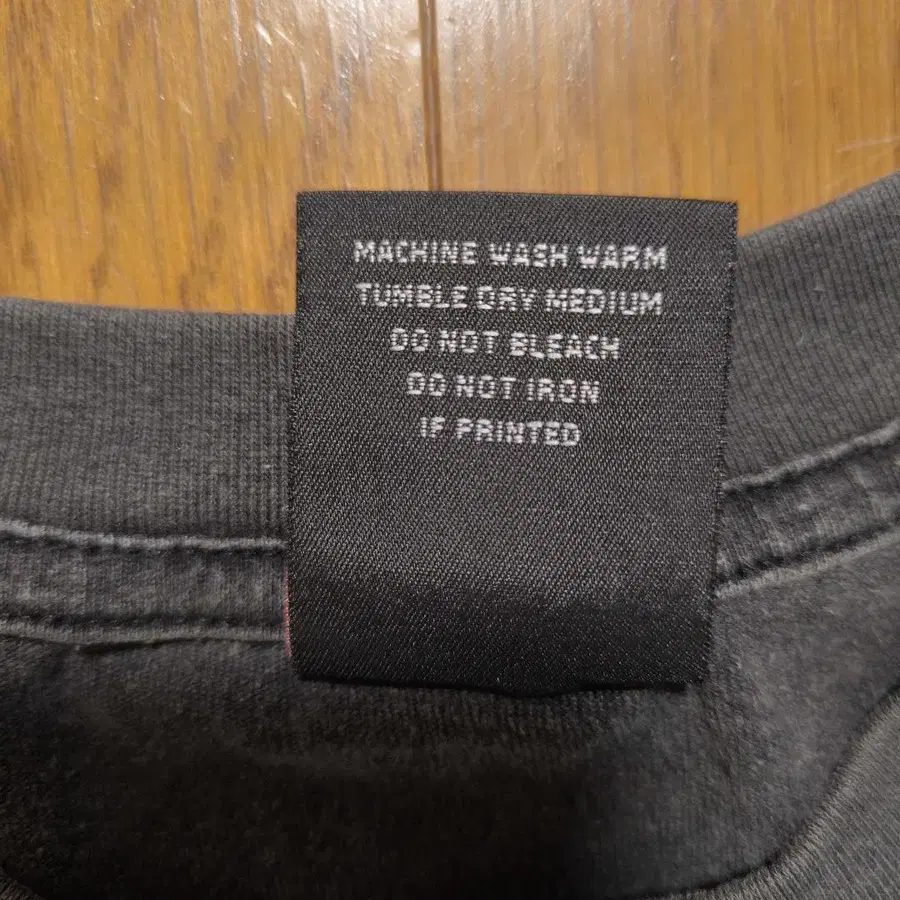 MACHINE WASH WARM
TUMBLE DRY MEDIUM
DO NOT BLEACH
DO NOT IRON
IF PRINTED